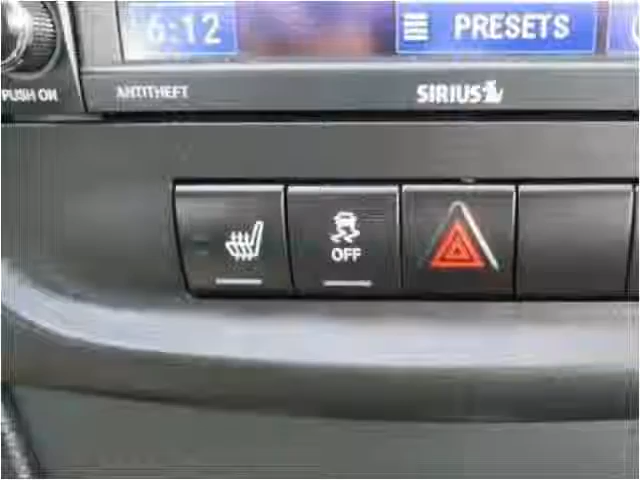 6:12
PRESETS
PUSH ON
ANTITHEFT
SIRIUS
OFF